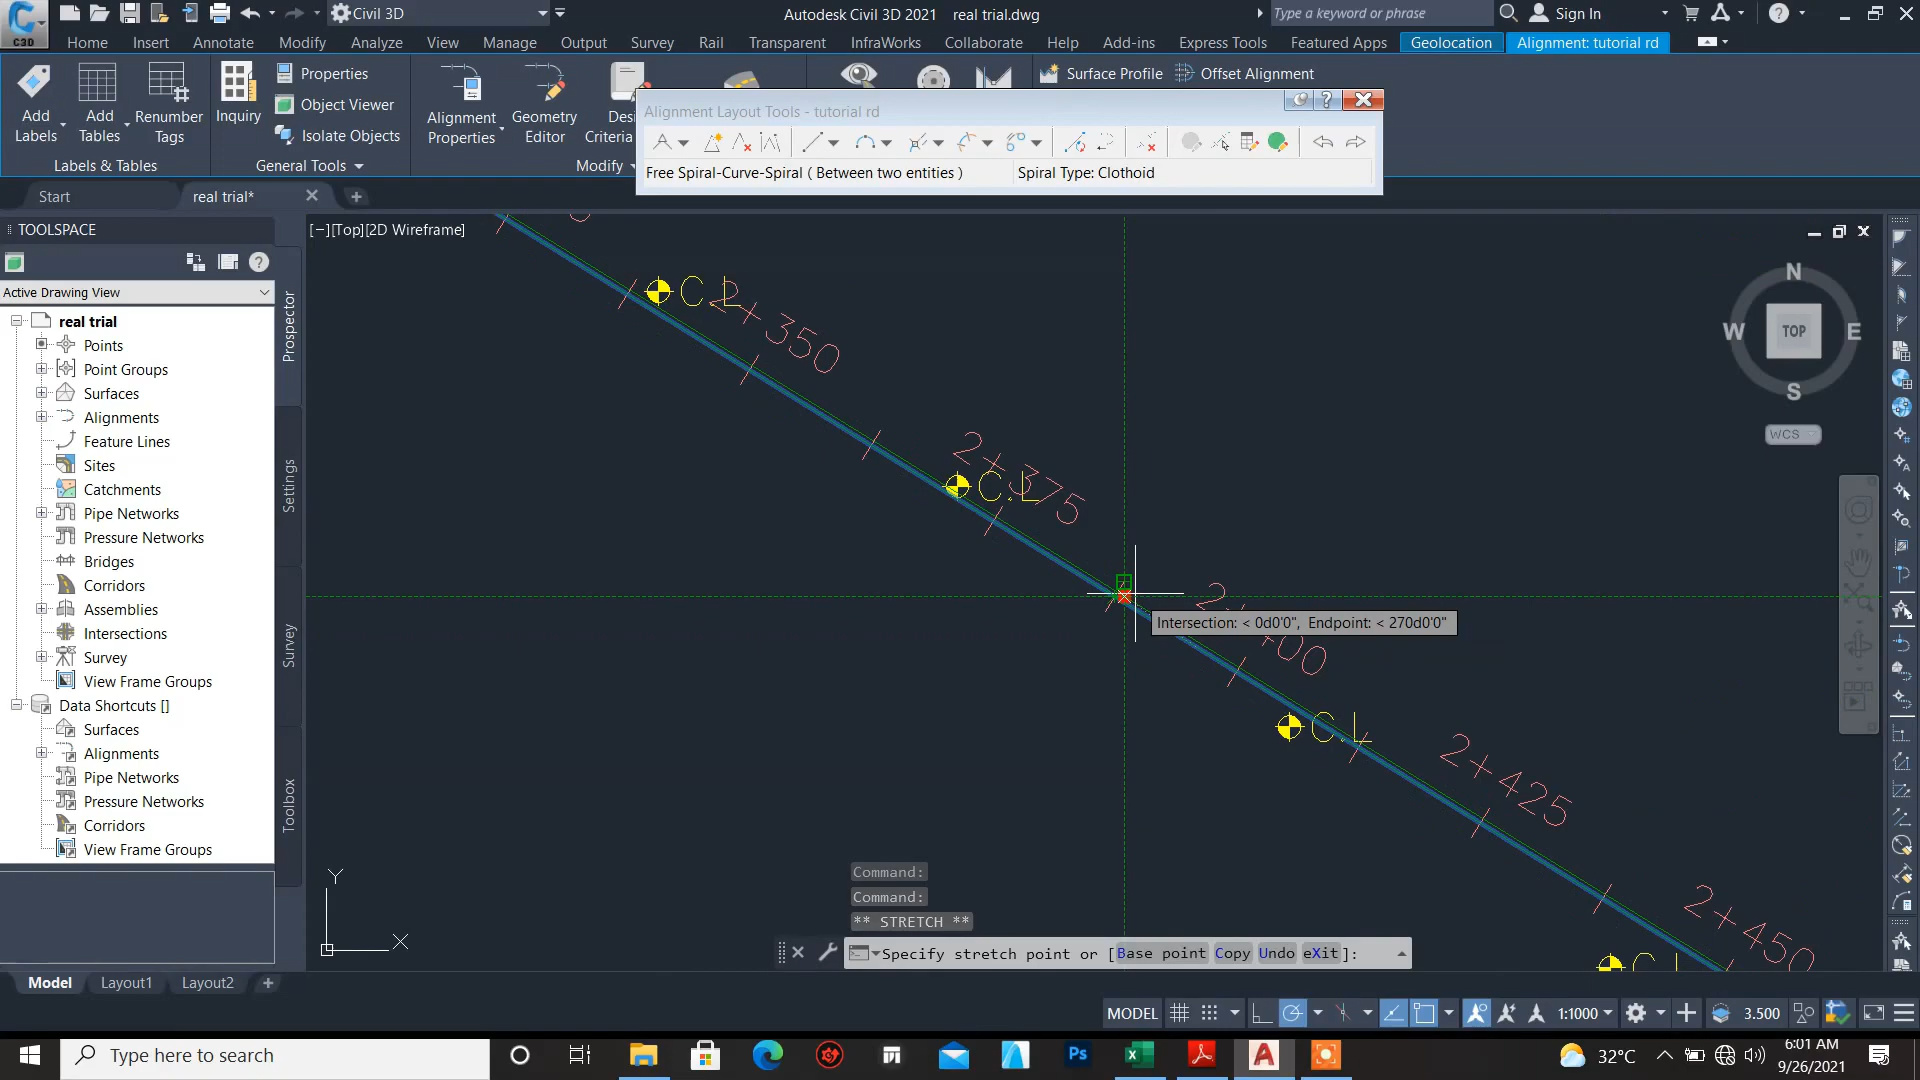 Civil 3D
Autodesk Civil 3D 2021 real trial.dwg
Type a keyword or phrase
Sign In
C3D
Home Insert Annotate Modify Analyze View Manage Output Survey Rail Transparent InfraWorks Collaborate Help Add-ins Express Tools Featured Apps Geolocation Alignment: tutorial rd
Add Labels
Add Tables
Renumber Tags
Labels & Tables
Inquiry
Properties
Object Viewer
Isolate Objects
General Tools
Alignment Properties
Geometry Editor
Criteria
Modify
Surface Profile
Offset Alignment
Alignment Layout Tools - tutorial rd
Free Spiral-Curve-Spiral ( Between two entities )
Spiral Type: Clothoid
Start
real trial*
TOOLSPACE
[−][Top][2D Wireframe]
Active Drawing View
real trial
Points
Point Groups
Surfaces
Alignments
Feature Lines
Sites
Catchments
Pipe Networks
Pressure Networks
Bridges
Corridors
Assemblies
Intersections
Survey
View Frame Groups
Data Shortcuts []
Surfaces
Alignments
Pipe Networks
Pressure Networks
Corridors
View Frame Groups
Prospector
Settings
Survey
Toolbox
N
W
TOP
E
S
WCS
C.L
2+350
2+375
C.L
Intersection: < 0d0'0", Endpoint: < 270d0'0"
C.L
2+425
2+450
Y
X
Command:
Command:
** STRETCH **
Specify stretch point or [Base point Copy Undo eXit]:
Model Layout1 Layout2
MODEL
1:1000
3.500
Type here to search
Ps
32°C
6:01 AM
9/26/2021